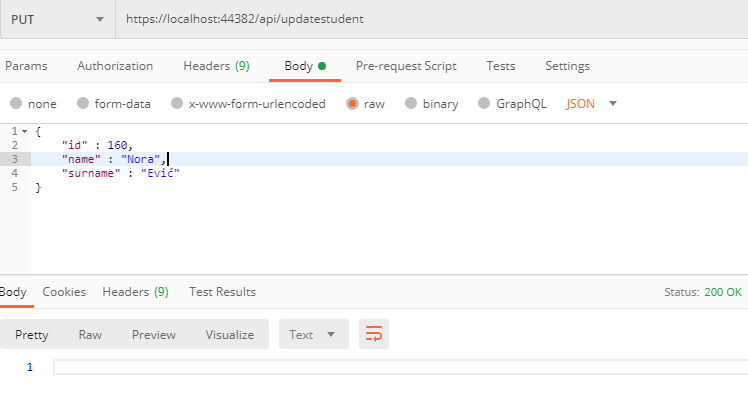 PUT https://localhost:44382/api/updatestudent
Params Authorization Headers (9) Body Pre-request Script Tests Settings
none form-data x-www-form-urlencoded raw binary GraphQL JSON
1 {
2 "id" : 160,
3 "name" : "Nora",
4 "surname" : "Ević"
5 }
Body Cookies Headers (9) Test Results Status: 200 OK
Pretty Raw Preview Visualize Text
1